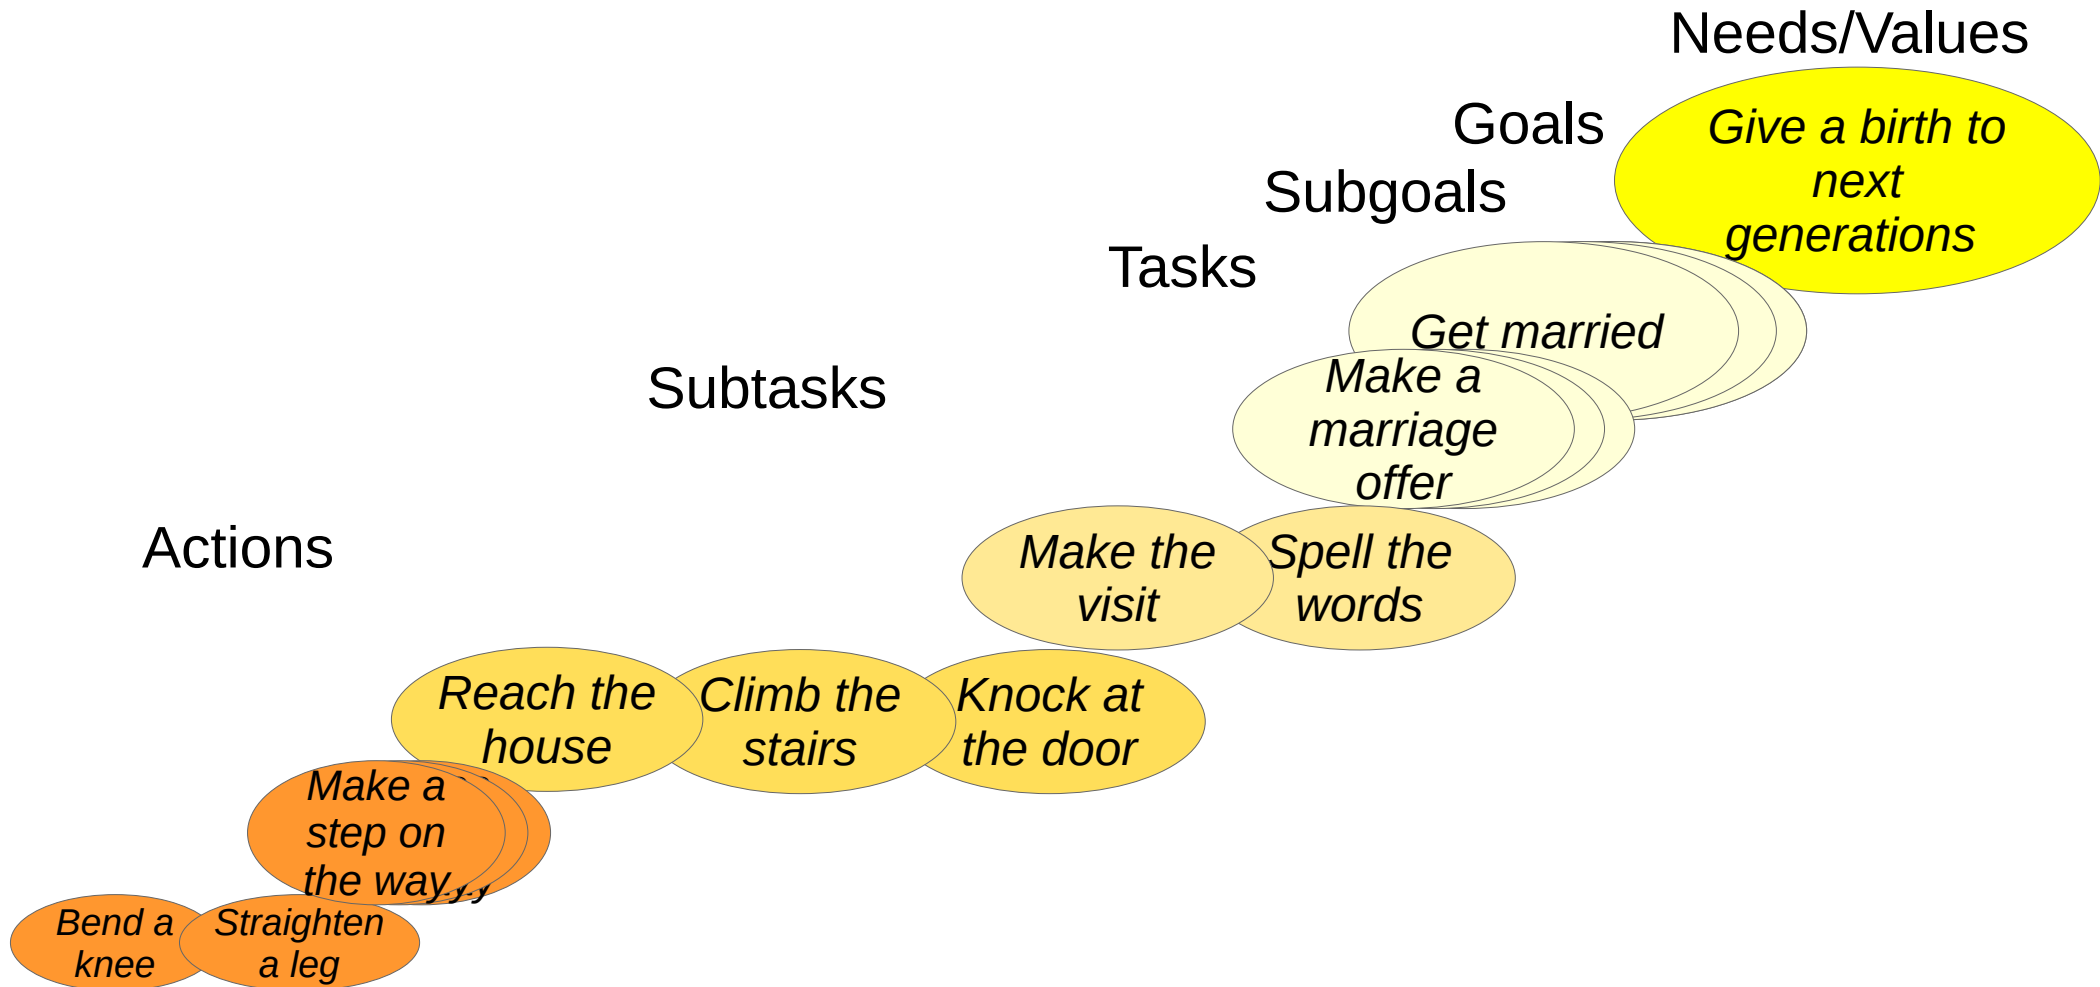 Needs/Values
Goals
Give a birth to
next
generations
Subgoals
Tasks
Get married
Subtasks
Make a
marriage
offer
Actions
Make the
visit
Spell the
words
Reach the
house
Climb the
stairs
Knock at
the door
Make a
step on
the way
Bend a
knee
Straighten
a leg